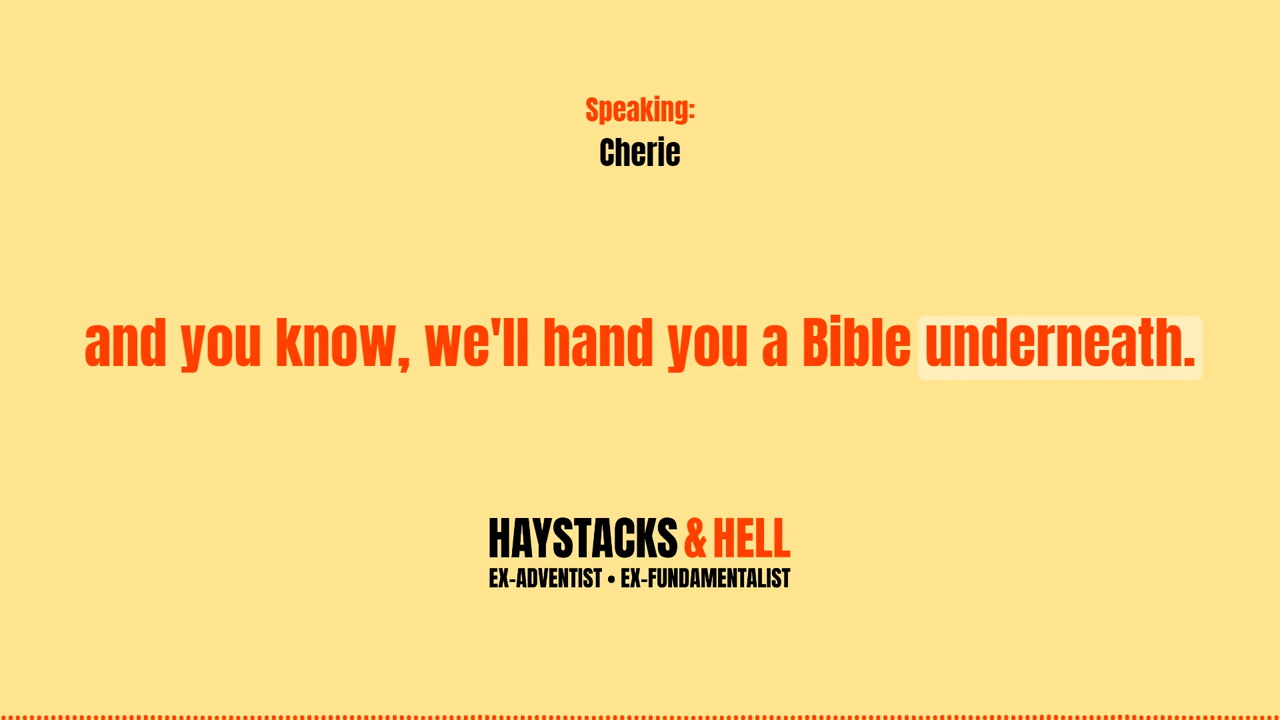 Speaking:
Cherie
and you know, we'll hand you a Bible underneath.
HAYSTACKS & HELL
EX-ADVENTIST • EX-FUNDAMENTALIST